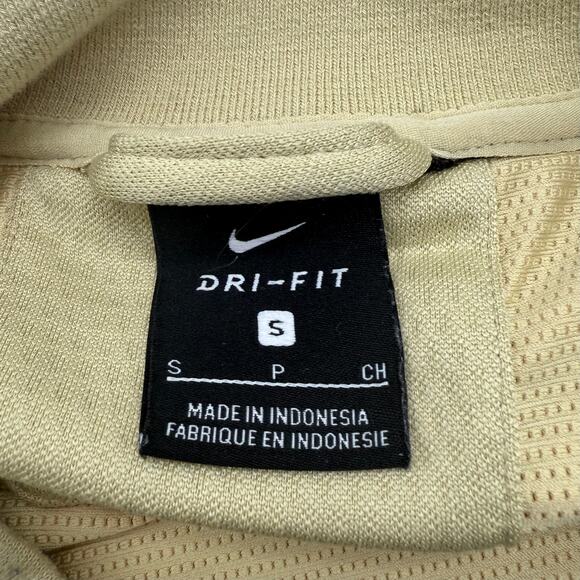 DRI-FIT
S
S P CH
MADE IN INDONESIA
FABRIQUE EN INDONESIE